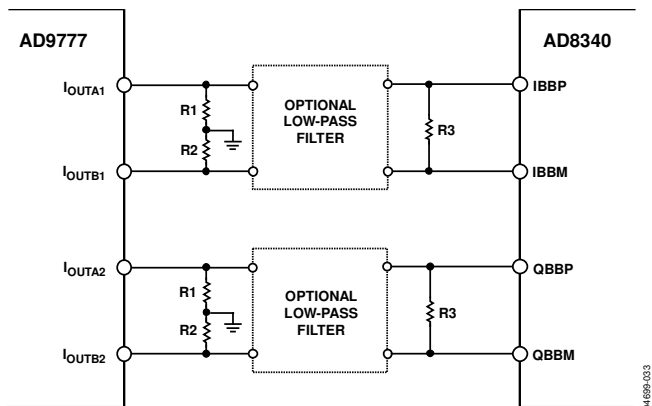 AD9777
AD8340
IOUTA1
R1
R2
IOUTB1
OPTIONAL
LOW-PASS
FILTER
R3
IBBP
IBBM
IOUTA2
R1
R2
IOUTB2
OPTIONAL
LOW-PASS
FILTER
R3
QBBP
QBBM
04699-033